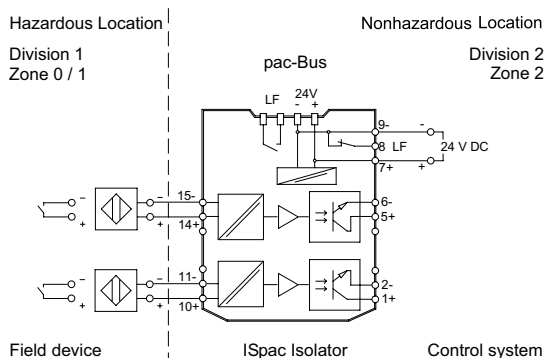 Hazardous Location
Nonhazardous Location
Division 1
Zone 0 / 1
Division 2
Zone 2
pac-Bus
LF
24V
- +
9-
-
8 LF
24 V DC
7+
+
− − 15-
+ + 14+
6-
5+
− − 11-
+ + 10+
2-
1+
Field device
ISpac Isolator
Control system